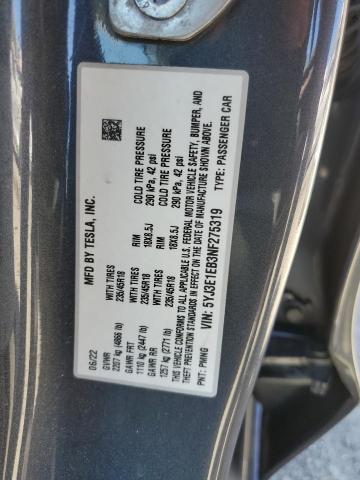 MFD BY TESLA, INC.
06/22
GVWR WITH TIRES RIM COLD TIRE PRESSURE
2207 kg (4866 lb) 235/45R18 18X8.5J 290 kPa, 42 psi
GAWR FRT WITH TIRES RIM COLD TIRE PRESSURE
1110 kg (2447 lb) 235/45R18 18X8.5J 290 kPa, 42 psi
GAWR RR
1257 kg (2771 lb)
THIS VEHICLE CONFORMS TO ALL APPLICABLE U.S. FEDERAL MOTOR VEHICLE SAFETY, BUMPER, AND
THEFT PREVENTION STANDARDS IN EFFECT ON THE DATE OF MANUFACTURE SHOWN ABOVE.
VIN: 5YJ3E1EB3NF275319 TYPE: PASSENGER CAR
PNT: PMNG